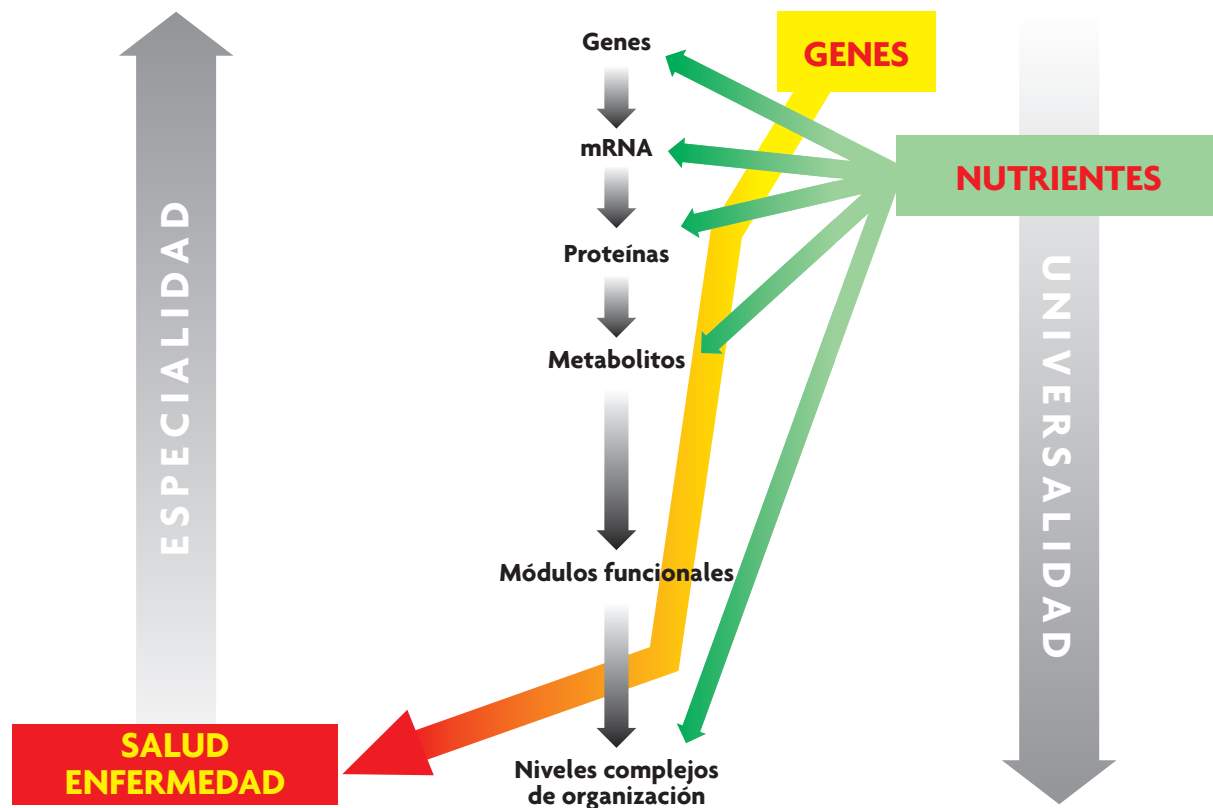 Genes
GENES
mRNA
NUTRIENTES
Proteínas
Metabolitos
Módulos funcionales
Niveles complejos
de organización
SALUD
ENFERMEDAD
ESPECIALIDAD
UNIVERSALIDAD